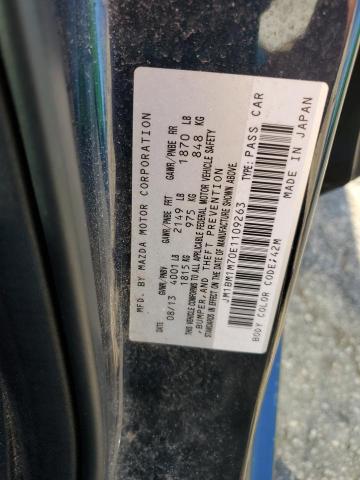 MFD. BY MAZDA MOTOR CORPORATION
DATE GVWR/PNBV GAWR/PNBE FRT GAWR/PNBE RR
08/13 4001 LB 2149 LB 1870 LB
1815 KG 975 KG 848 KG
THIS VEHICLE CONFORMS TO ALL APPLICABLE FEDERAL MOTOR VEHICLE SAFETY
,BUMPER,AND THEFT PREVENTION
STANDARDS IN EFFECT ON THE DATE OF MANUFACTURE SHOWN ABOVE.
JM1BM1M70E1109263 TYPE:PASS CAR
BODY COLOR CODE:42M MADE IN JAPAN